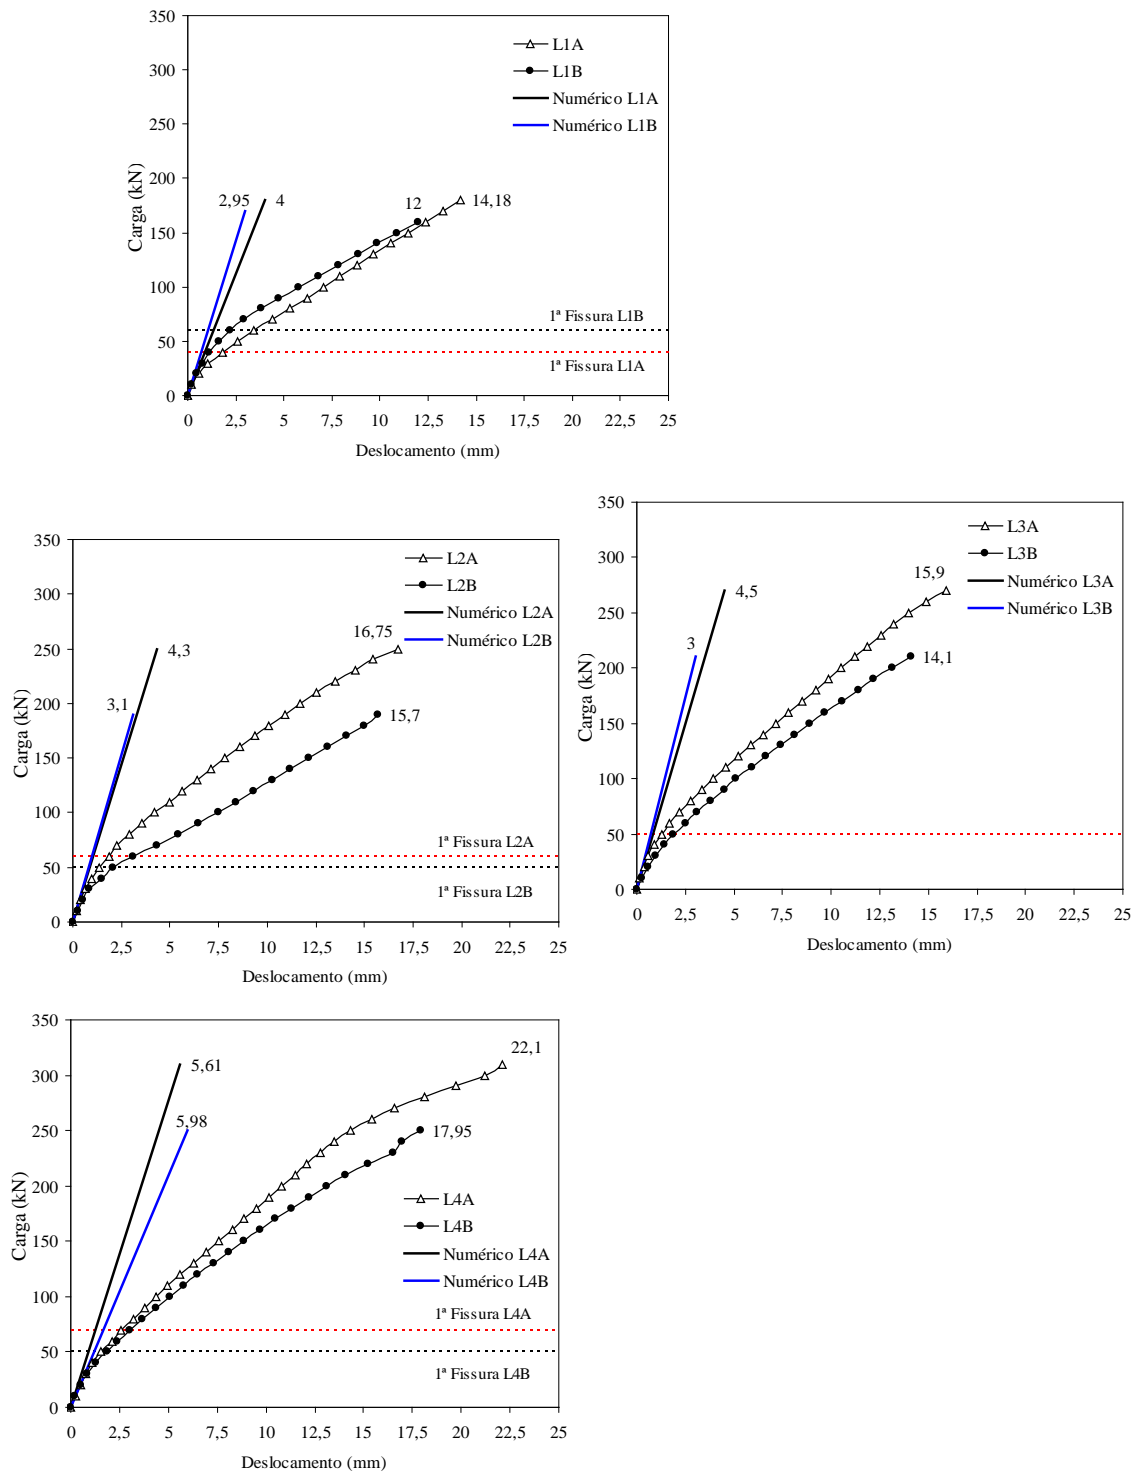 350
300
250
200
150
100
50
0
Carga (kN)
L1A
L1B
Numérico L1A
Numérico L1B
2,95
4
12
14,18
1ª Fissura L1B
1ª Fissura L1A
0 2,5 5 7,5 10 12,5 15 17,5 20 22,5 25
Deslocamento (mm)
350
300
250
200
150
100
50
0
Carga (kN)
L2A
L2B
Numérico L2A
Numérico L2B
16,75
4,3
3,1
15,7
1ª Fissura L2A
1ª Fissura L2B
0 2,5 5 7,5 10 12,5 15 17,5 20 22,5 25
Deslocamento (mm)
350
300
250
200
150
100
50
0
Carga (kN)
L3A
L3B
Numérico L3A
Numérico L3B
15,9
4,5
3
14,1
0 2,5 5 7,5 10 12,5 15 17,5 20 22,5 25
Deslocamento (mm)
350
300
250
200
150
100
50
0
Carga (kN)
22,1
5,61
5,98
17,95
L4A
L4B
Numérico L4A
Numérico L4B
1ª Fissura L4A
1ª Fissura L4B
0 2,5 5 7,5 10 12,5 15 17,5 20 22,5 25
Deslocamento (mm)